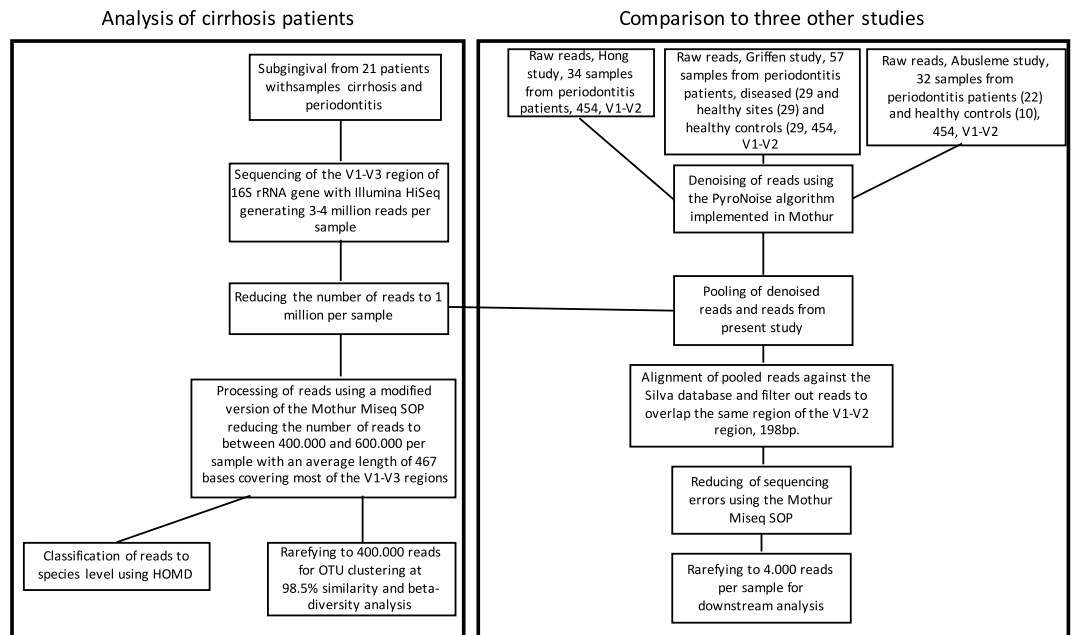 Analysis of cirrhosis patients
Subgingival from 21 patients
withsamples cirrhosis and
periodontitis
Sequencing of the V1-V3 region of
16S rRNA gene with Illumina HiSeq
generating 3-4 million reads per
sample
Reducing the number of reads to 1
million per sample
Processing of reads using a modified
version of the Mothur Miseq SOP
reducing the number of reads to
between 400.000 and 600.000 per
sample with an average length of 467
bases covering most of the V1-V3 regions
Classification of reads to
species level using HOMD
Rarefying to 400.000 reads
for OTU clustering at
98.5% similarity and beta-
diversity analysis
Comparison to three other studies
Raw reads, Hong
study, 34 samples
from periodontitis
patients, 454, V1-V2
Raw reads, Griffen study, 57
samples from periodontitis
patients, diseased (29 and
healthy sites (29) and
healthy controls (29, 454,
V1-V2
Raw reads, Abusleme study,
32 samples from
periodontitis patients (22)
and healthy controls (10),
454, V1-V2
Denoising of reads using
the PyroNoise algorithm
implemented in Mothur
Pooling of denoised
reads and reads from
present study
Alignment of pooled reads against the
Silva database and filter out reads to
overlap the same region of the V1-V2
region, 198bp.
Reducing of sequencing
errors using the Mothur
Miseq SOP
Rarefying to 4.000 reads
per sample for
downstream analysis